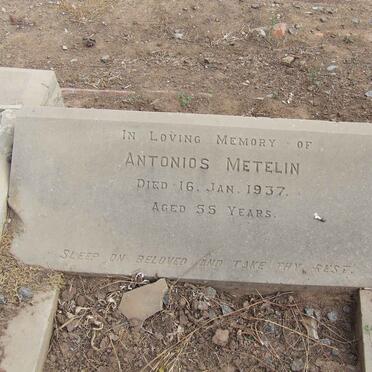 IN LOVING MEMORY OF
ANTONIOS METELIN
DIED 16. JAN. 1937.
AGED 55 YEARS.
SLEEP ON BELOVED AND TAKE THY REST.